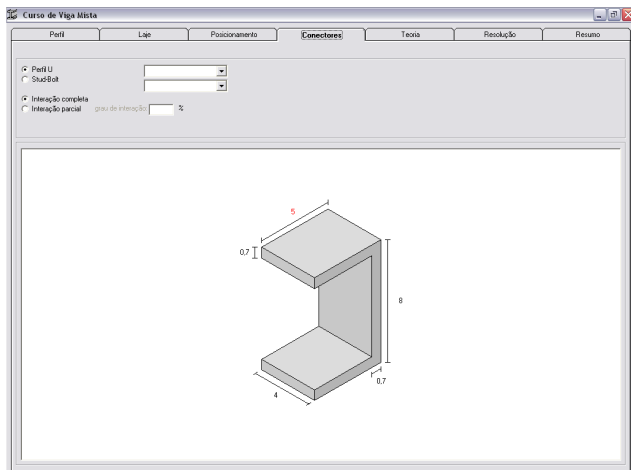 Curso de Viga Mista
Perfil Laje Posicionamento Conectores Teoria Resolução Resumo
Perfil U
Stud-Bolt
Interação completa
Interação parcial grau de interação: %
5
0,7
8
0,7
4